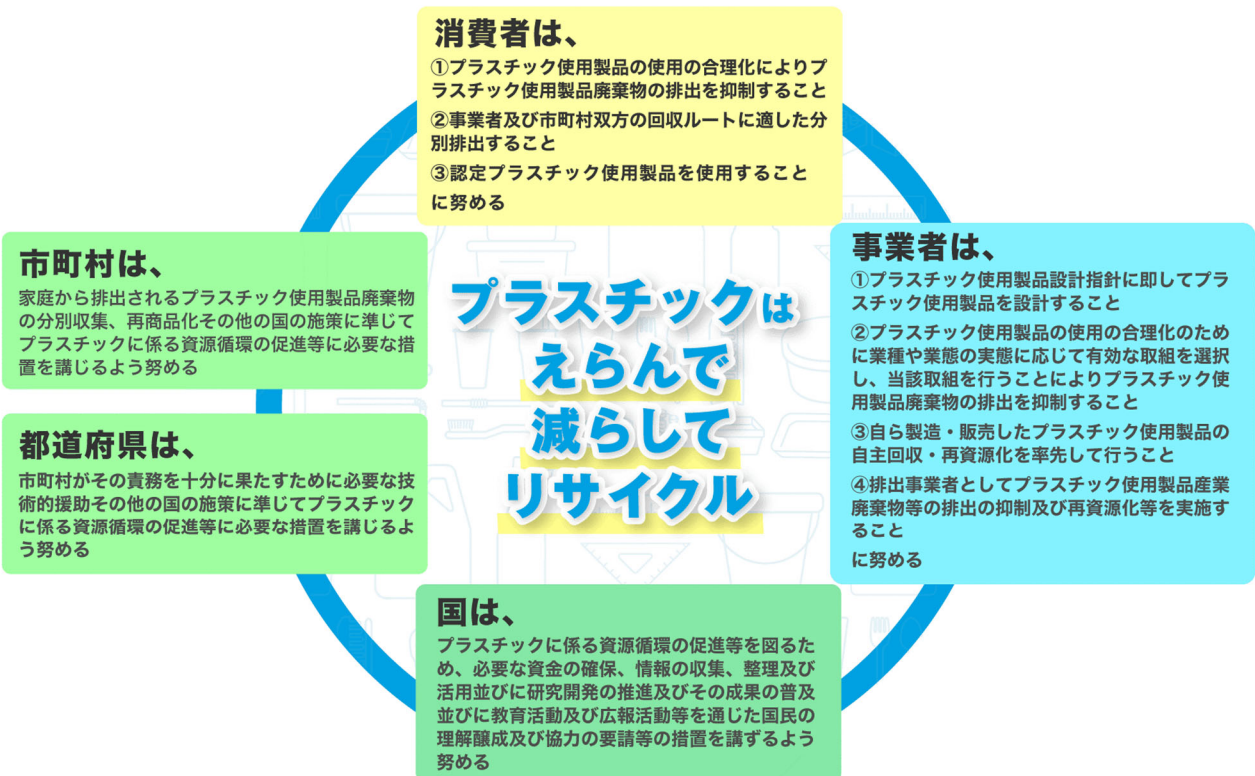 消費者は、
①プラスチック使用製品の使用の合理化によりプ
ラスチック使用製品廃棄物の排出を抑制すること
②事業者及び市町村双方の回収ルートに適した分
別排出すること
③認定プラスチック使用製品を使用すること
に努める
市町村は、
家庭から排出されるプラスチック使用製品廃棄物
の分別収集、再商品化その他の国の施策に準じて
プラスチックに係る資源循環の促進等に必要な措
置を講じるよう努める
都道府県は、
市町村がその責務を十分に果たすために必要な技
術的援助その他の国の施策に準じてプラスチック
に係る資源循環の促進等に必要な措置を講じるよ
う努める
プラスチックは
えらんで
減らして
リサイクル
事業者は、
①プラスチック使用製品設計指針に即してプラ
スチック使用製品を設計すること
②プラスチック使用製品の使用の合理化のため
に業種や業態の実態に応じて有効な取組を選択
し、当該取組を行うことによりプラスチック使
用製品廃棄物の排出を抑制すること
③自ら製造・販売したプラスチック使用製品の
自主回収・再資源化を率先して行うこと
④排出事業者としてプラスチック使用製品産業
廃棄物等の排出の抑制及び再資源化等を実施す
ること
に努める
国は、
プラスチックに係る資源循環の促進等を図るた
め、必要な資金の確保、情報の収集、整理及び
活用並びに研究開発の推進及びその成果の普及
並びに教育活動及び広報活動等を通じた国民の
理解醸成及び協力の要請等の措置を講ずるよう
努める